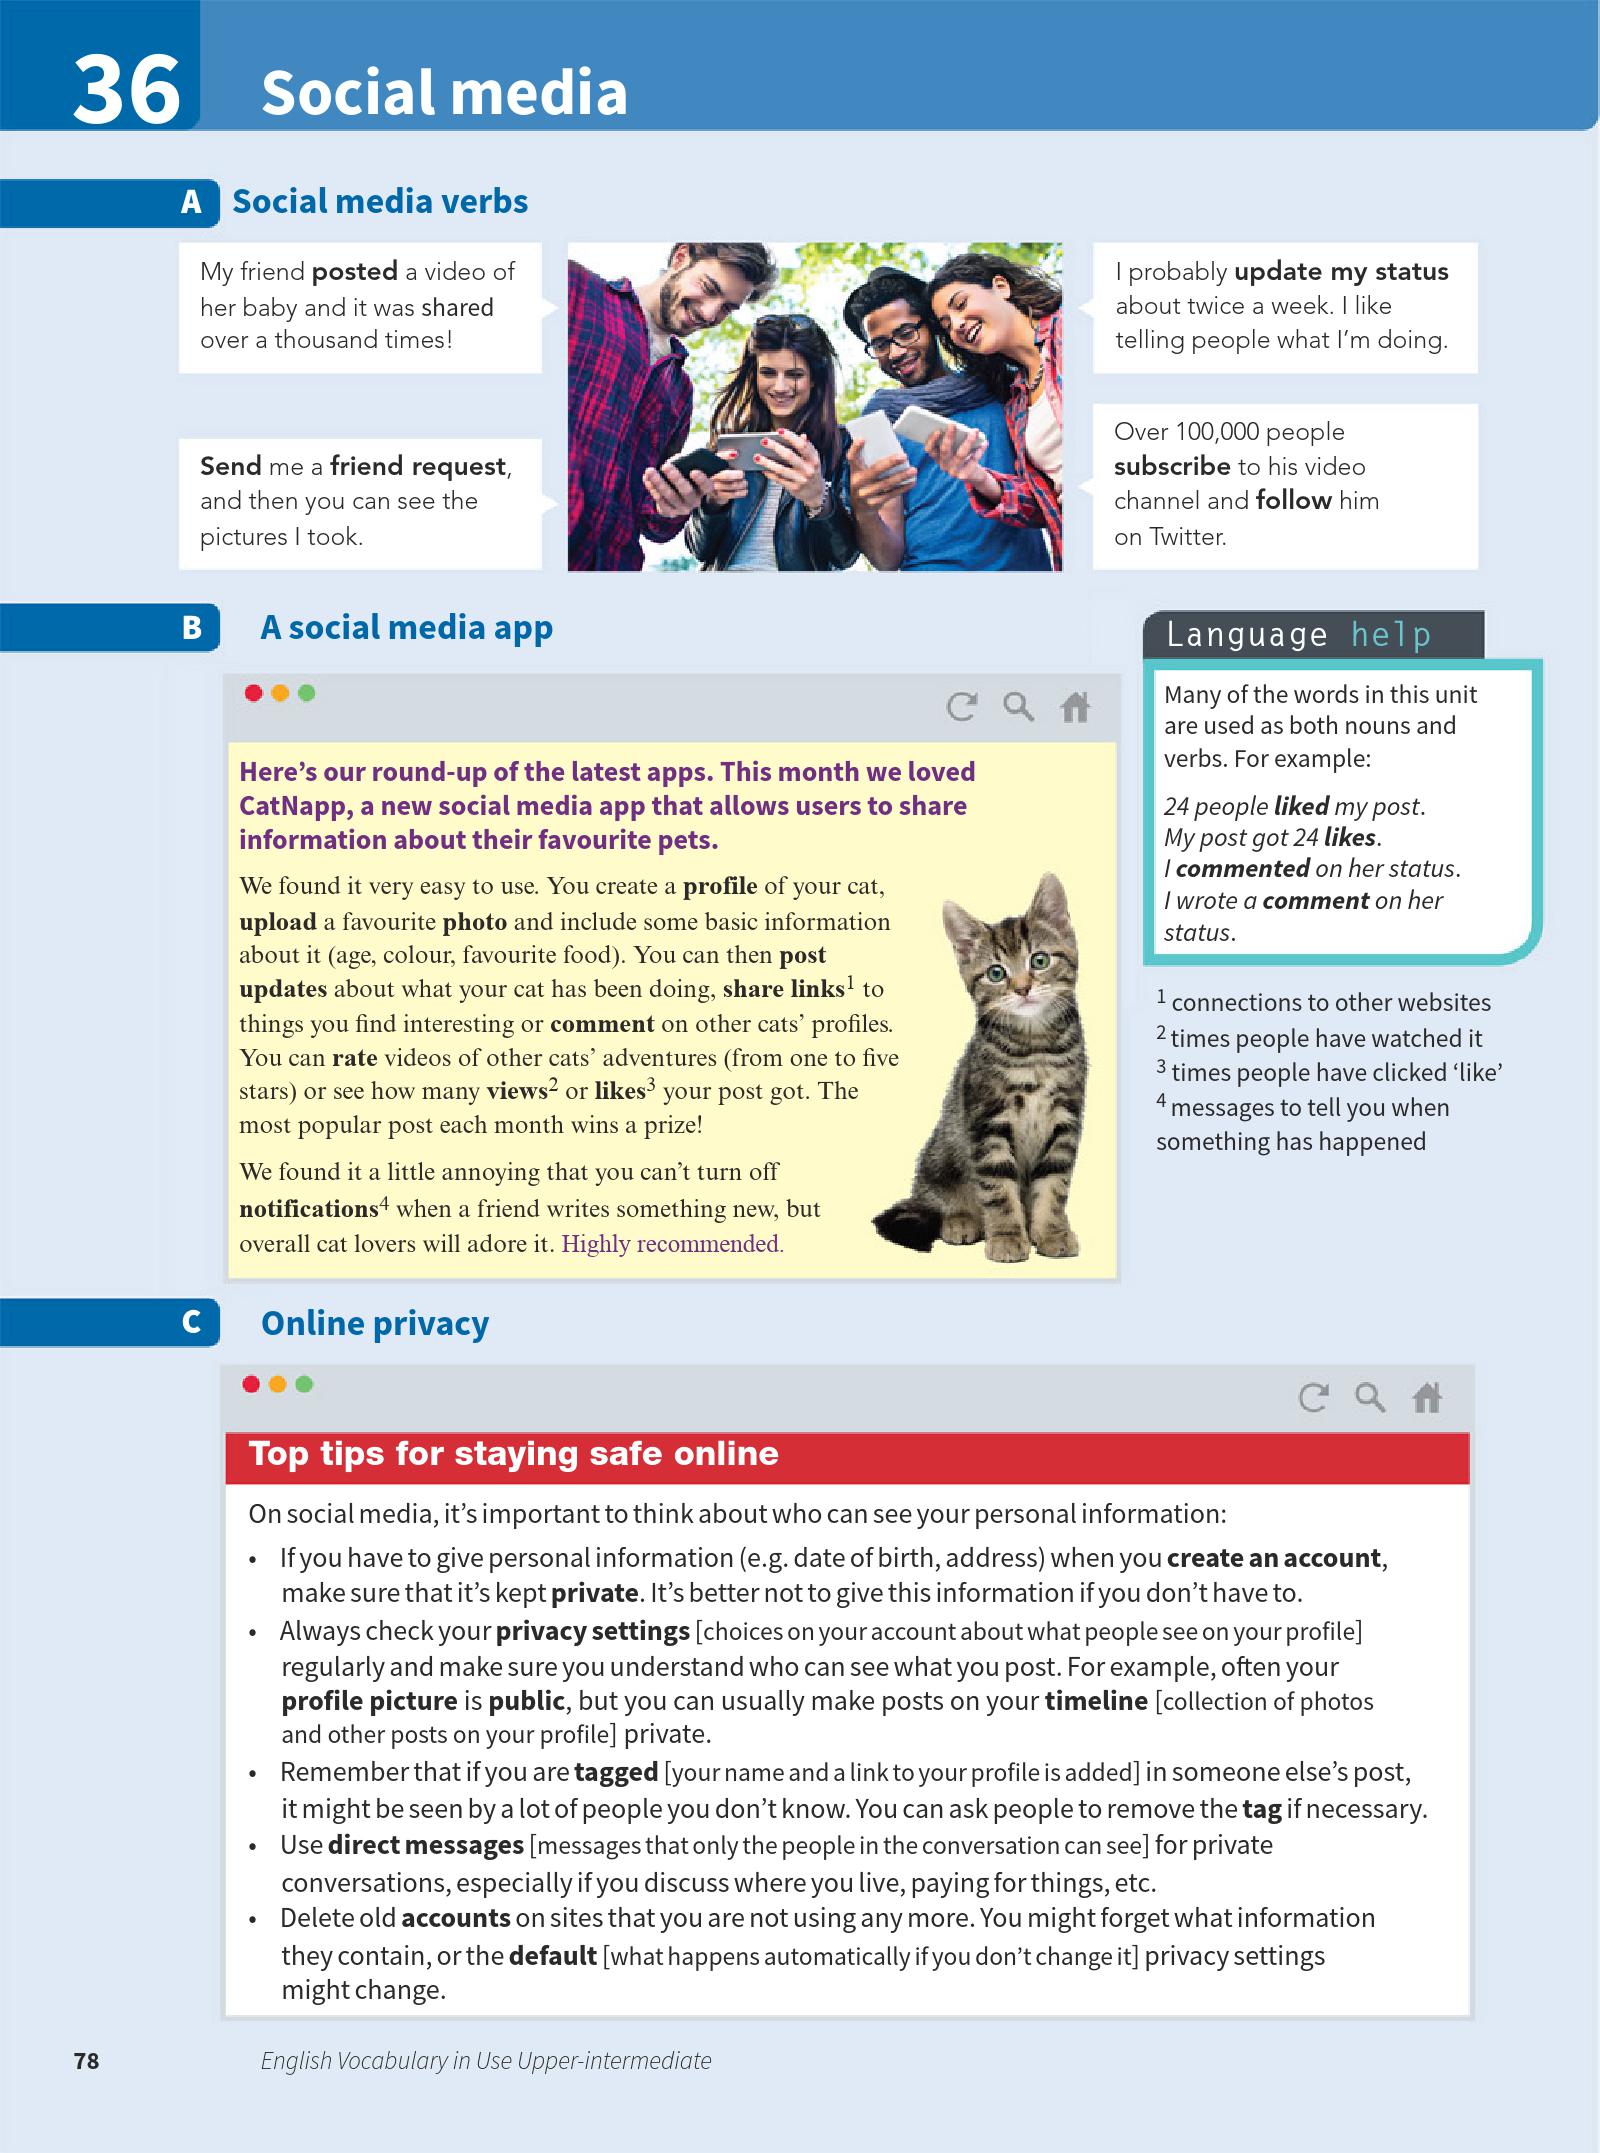 36
Social media
A
Social media verbs
My friend posted a video of
her baby and it was shared
over a thousand times!
Send me a friend request,
and then you can see the
pictures I took.
I probably update my status
about twice a week. I like
telling people what I'm doing.
Over 100,000 people
subscribe to his video
channel and follow him
on Twitter.
B
A social media app
Here's our round-up of the latest apps. This month we loved
CatNapp, a new social media app that allows users to share
information about their favourite pets.
We found it very easy to use. You create a profile of your cat,
upload a favourite photo and include some basic information
about it (age, colour, favourite food). You can then post
updates about what your cat has been doing, share links1 to
things you find interesting or comment on other cats' profiles.
You can rate videos of other cats' adventures (from one to five
stars) or see how many views2 or likes3 your post got. The
most popular post each month wins a prize!
We found it a little annoying that you can't turn off
notifications4 when a friend writes something new, but
overall cat lovers will adore it. Highly recommended.
Language help
Many of the words in this unit
are used as both nouns and
verbs. For example:
24 people liked my post.
My post got 24 likes.
I commented on her status.
I wrote a comment on her
status.
1 connections to other websites
2 times people have watched it
3 times people have clicked 'like'
4 messages to tell you when
something has happened
C
Online privacy
Top tips for staying safe online
On social media, it's important to think about who can see your personal information:
• If you have to give personal information (e.g. date of birth, address) when you create an account,
make sure that it's kept private. It's better not to give this information if you don't have to.
• Always check your privacy settings [choices on your account about what people see on your profile]
regularly and make sure you understand who can see what you post. For example, often your
profile picture is public, but you can usually make posts on your timeline [collection of photos
and other posts on your profile] private.
• Remember that if you are tagged [your name and a link to your profile is added] in someone else's post,
it might be seen by a lot of people you don't know. You can ask people to remove the tag if necessary.
• Use direct messages [messages that only the people in the conversation can see] for private
conversations, especially if you discuss where you live, paying for things, etc.
• Delete old accounts on sites that you are not using any more. You might forget what information
they contain, or the default [what happens automatically if you don't change it] privacy settings
might change.
78
English Vocabulary in Use Upper-intermediate